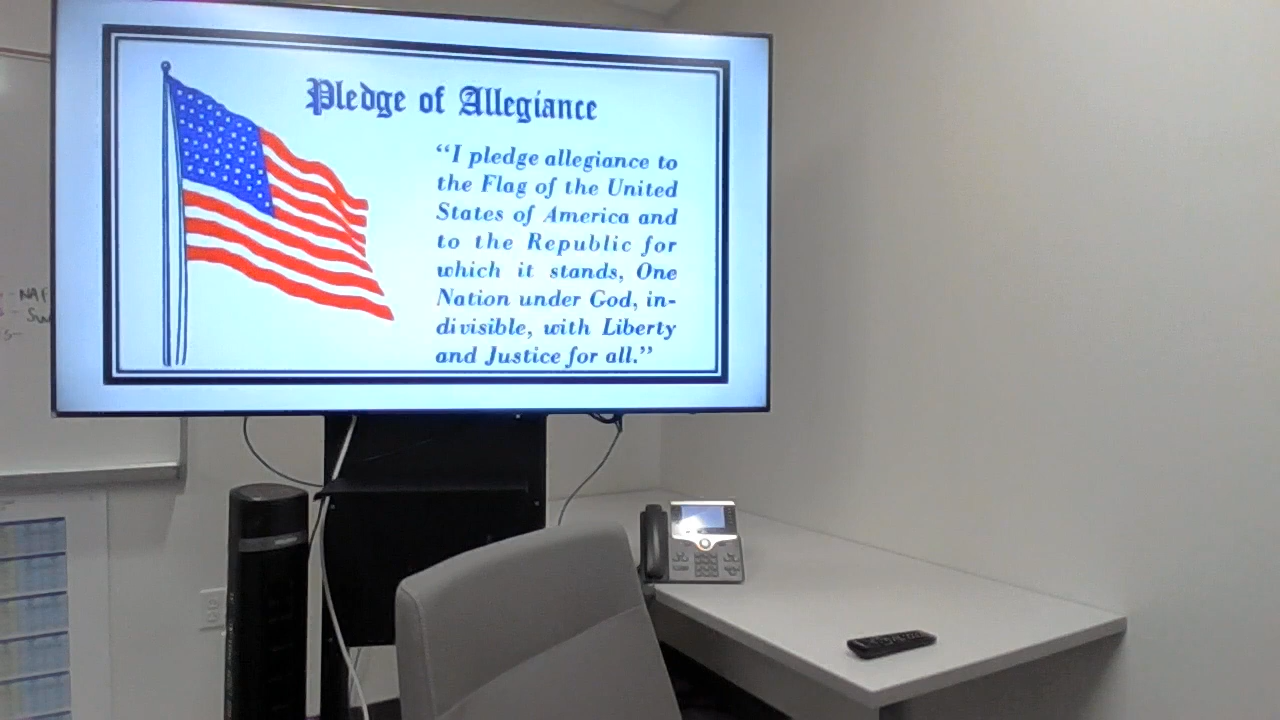 Pledge of Allegiance
“I pledge allegiance to
the Flag of the United
States of America and
to the Republic for
which it stands, One
Nation under God, in-
divisible, with Liberty
and Justice for all.”